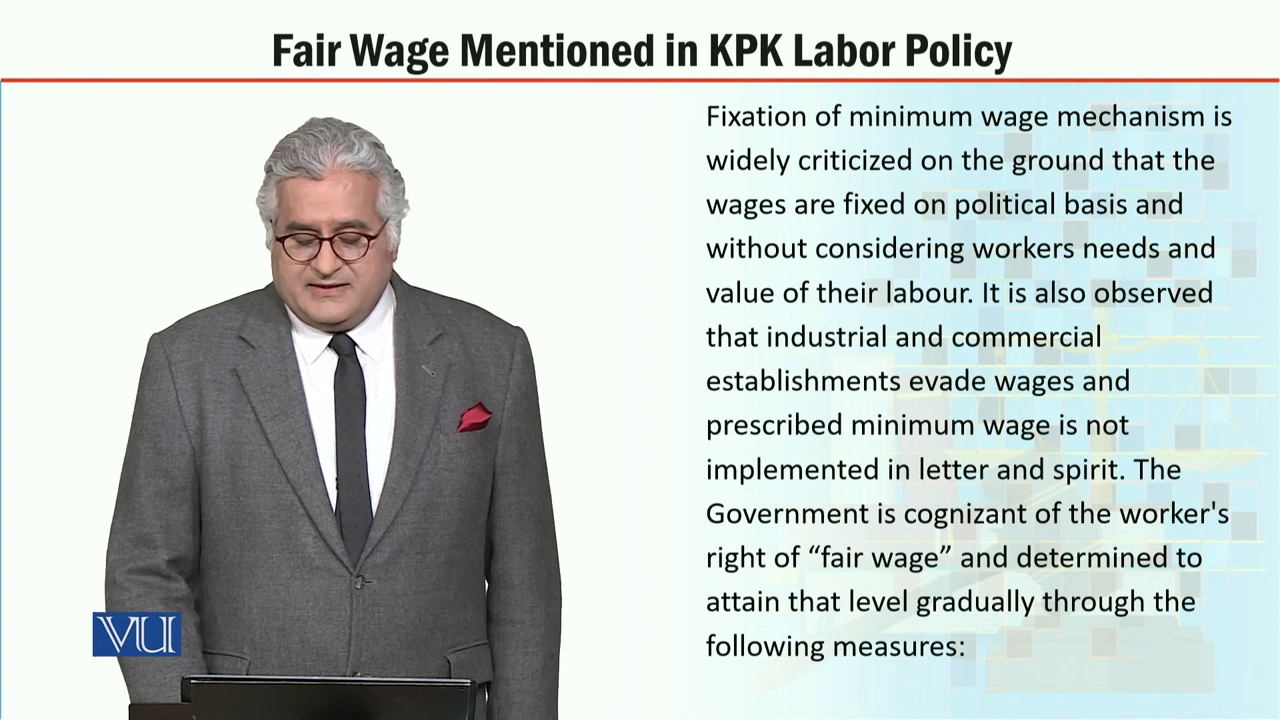 Fair Wage Mentioned in KPK Labor Policy
Fixation of minimum wage mechanism is
widely criticized on the ground that the
wages are fixed on political basis and
without considering workers needs and
value of their labour. It is also observed
that industrial and commercial
establishments evade wages and
prescribed minimum wage is not
implemented in letter and spirit. The
Government is cognizant of the worker's
right of “fair wage” and determined to
attain that level gradually through the
following measures:
VU